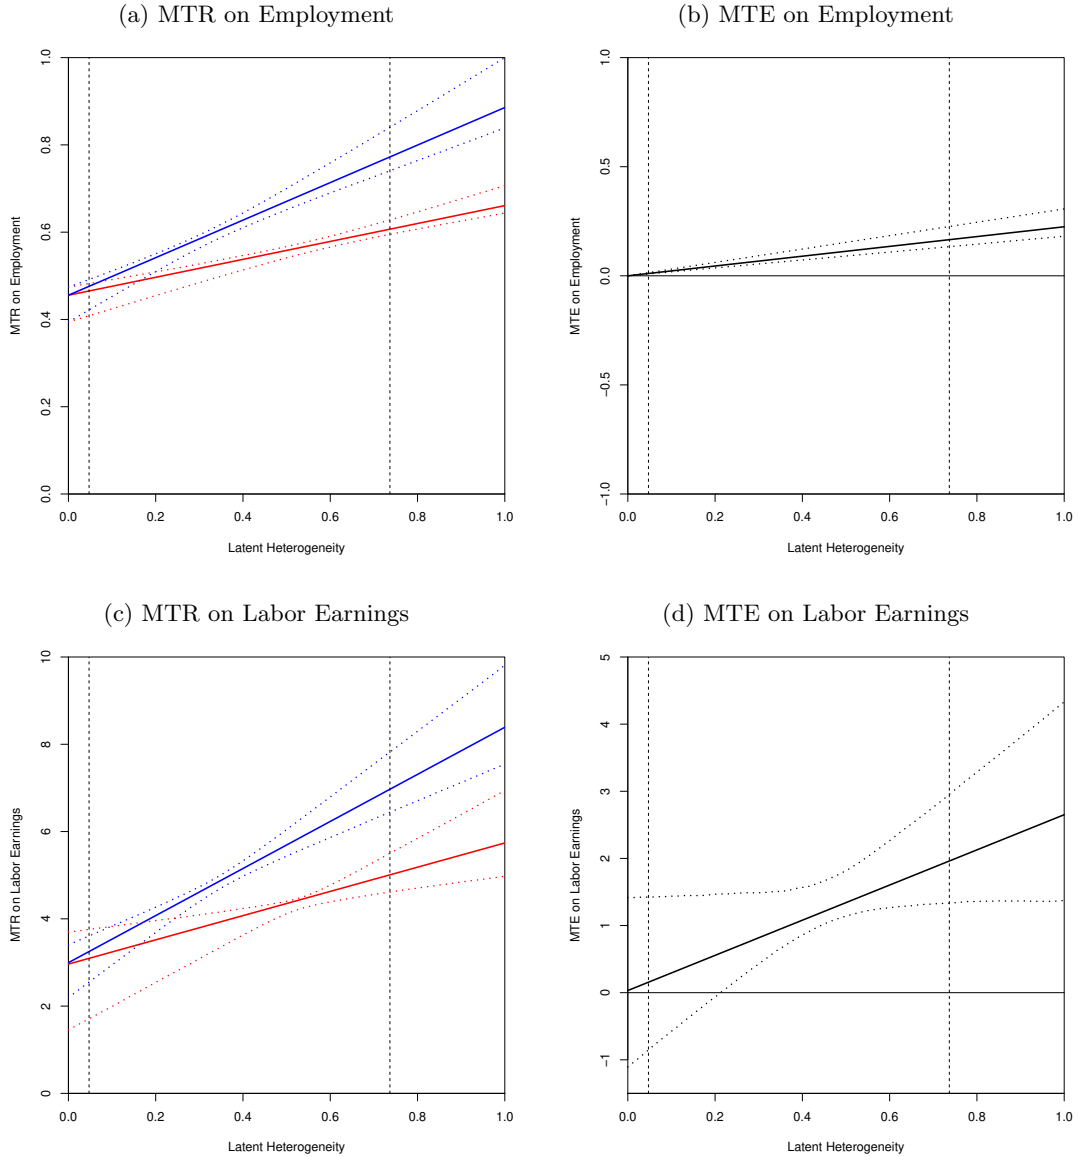 (a) MTR on Employment
MTR on Employment
1.0
0.8
0.6
0.4
0.2
0.0
0.0 0.2 0.4 0.6 0.8 1.0
Latent Heterogeneity
(b) MTE on Employment
MTE on Employment
1.0
0.5
0.0
−0.5
−1.0
0.0 0.2 0.4 0.6 0.8 1.0
Latent Heterogeneity
(c) MTR on Labor Earnings
MTR on Labor Earnings
10
8
6
4
2
0
0.0 0.2 0.4 0.6 0.8 1.0
Latent Heterogeneity
(d) MTE on Labor Earnings
MTE on Labor Earnings
5
4
3
2
1
0
−1
0.0 0.2 0.4 0.6 0.8 1.0
Latent Heterogeneity